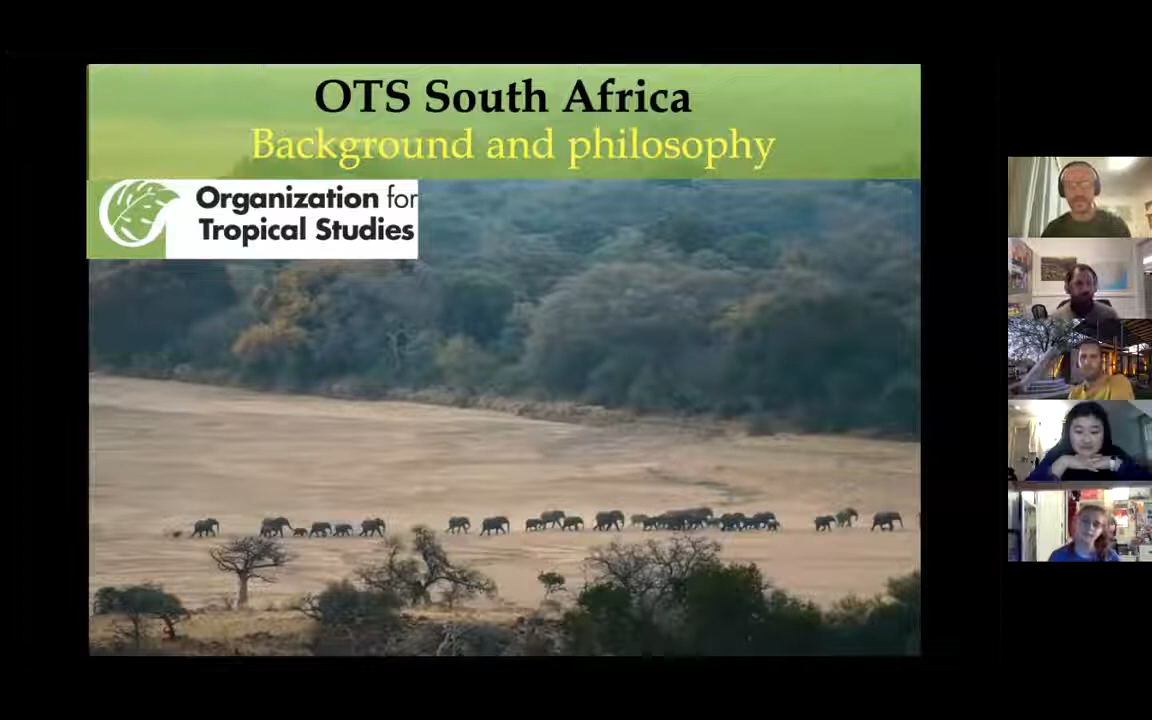 OTS South Africa
Background and philosophy
Organization for
Tropical Studies